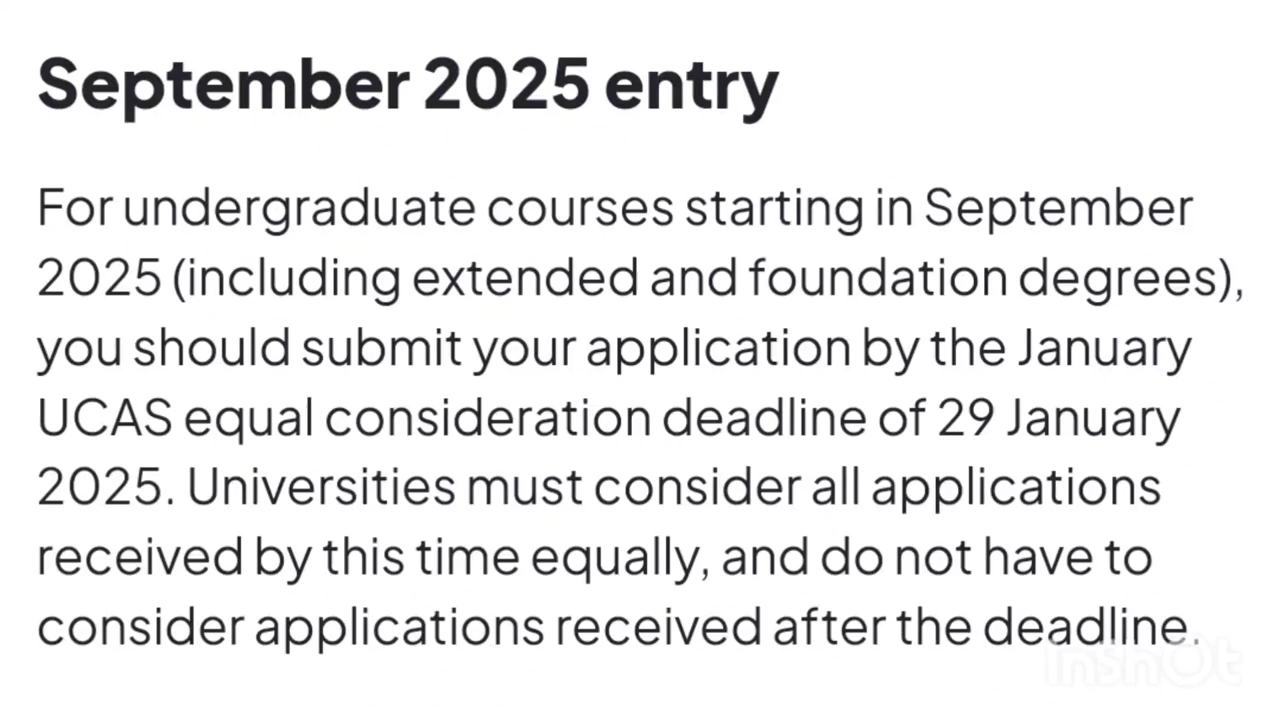 September 2025 entry
For undergraduate courses starting in September
2025 (including extended and foundation degrees),
you should submit your application by the January
UCAS equal consideration deadline of 29 January
2025. Universities must consider all applications
received by this time equally, and do not have to
consider applications received after the deadline.
InShOt